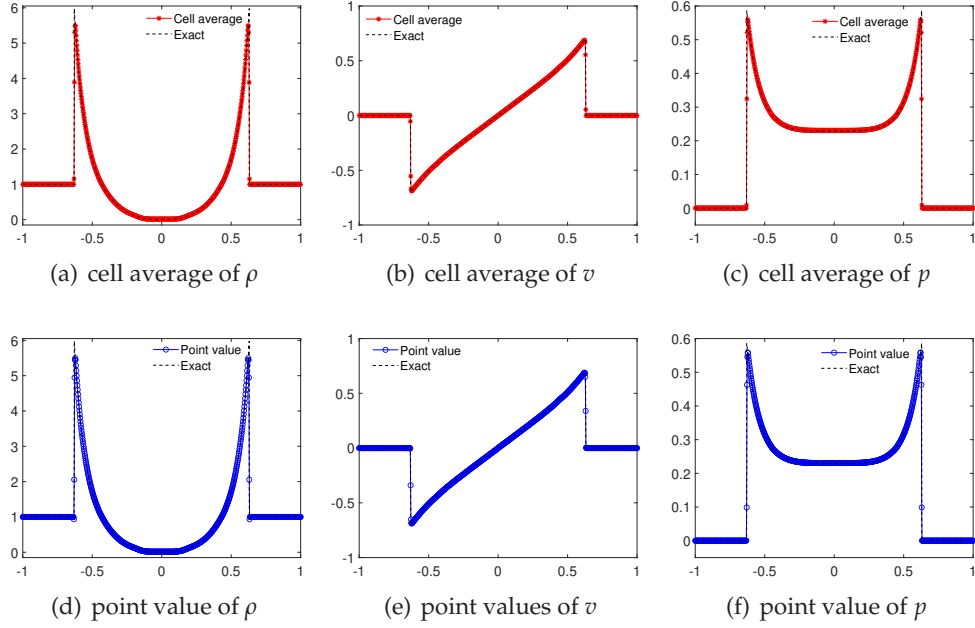 6
5
4
3
2
1
0
Cell average
Exact
-1 -0.5 0 0.5 1
(a) cell average of ρ
1
0.5
0
-0.5
-1
Cell average
Exact
-1 -0.5 0 0.5 1
(b) cell average of v
0.6
0.5
0.4
0.3
0.2
0.1
0
Cell average
Exact
-1 -0.5 0 0.5 1
(c) cell average of p
6
5
4
3
2
1
0
Point value
Exact
-1 -0.5 0 0.5 1
(d) point value of ρ
1
0.5
0
-0.5
-1
Point value
Exact
-1 -0.5 0 0.5 1
(e) point values of v
0.6
0.5
0.4
0.3
0.2
0.1
0
Point value
Exact
-1 -0.5 0 0.5 1
(f) point value of p